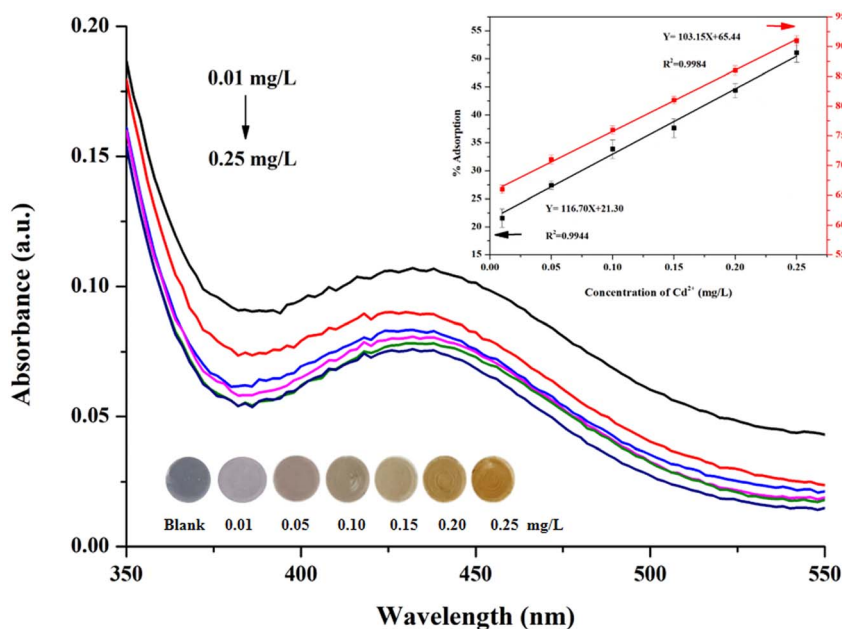 0.20
0.15
0.10
0.05
0.00
Absorbance (a.u.)
350
400
450
500
550
Wavelength (nm)
0.01 mg/L
0.25 mg/L
Blank 0.01 0.05 0.10 0.15 0.20 0.25 mg/L
55
50
45
40
35
30
25
20
15
% Adsorption
0.00 0.05 0.10 0.15 0.20 0.25
Concentration of Cd²⁺ (mg/L)
Y= 103.15X+65.44
R²=0.9984
Y= 116.70X+21.30
R²=0.9944
95
90
85
80
75
70
65
60
55